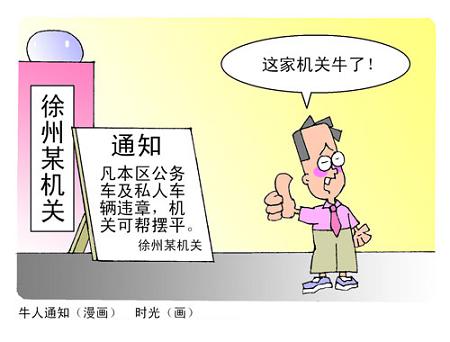 徐州某机关
通知
凡本区公务
车及私人车
辆违章，机
关可帮摆平。
徐州某机关
这家机关牛了！
牛人通知（漫画） 时光（画）